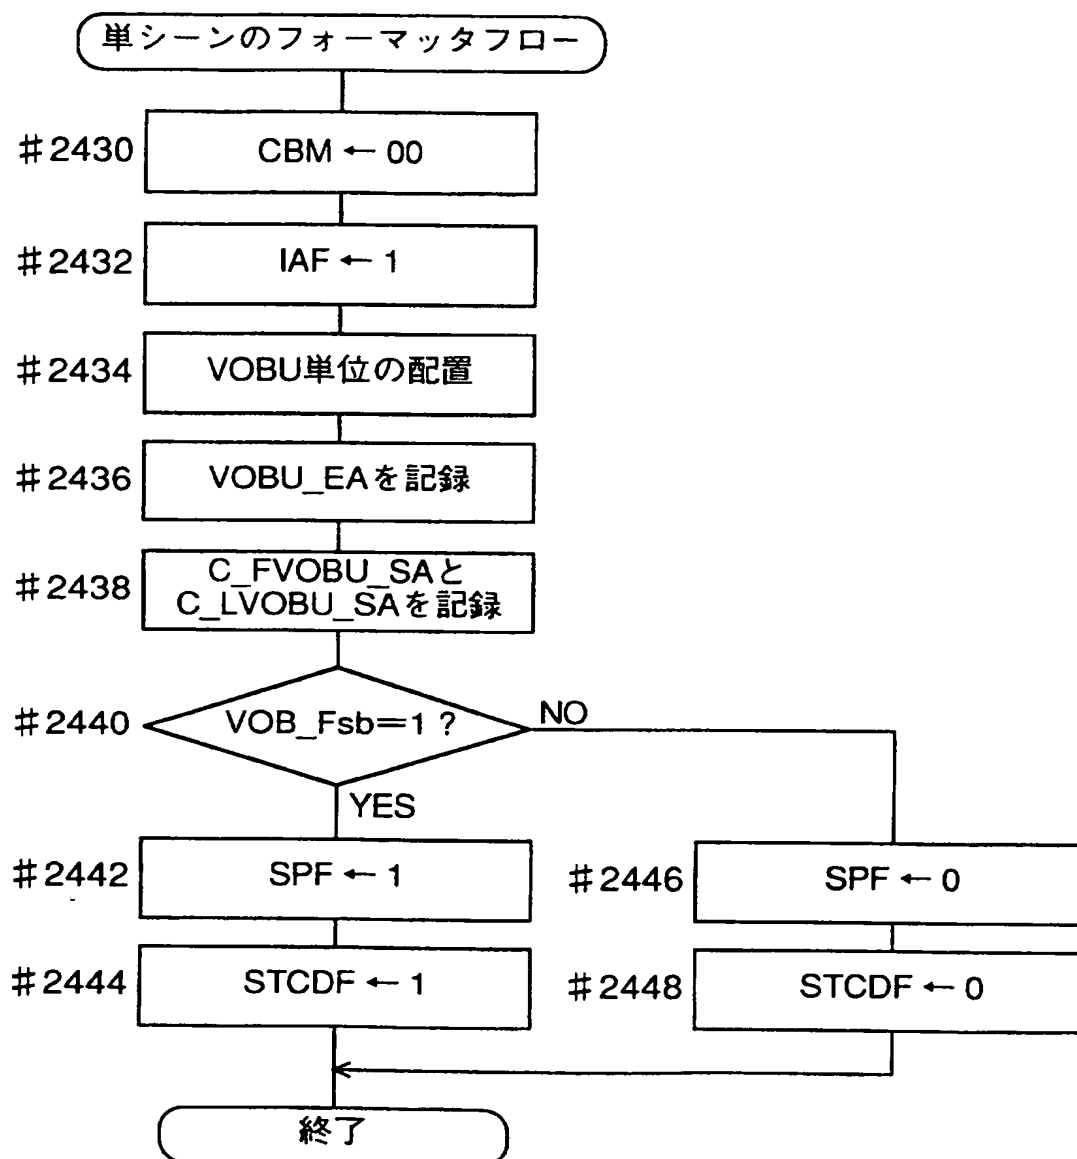 単シーンのフォーマッタフロー
#2430
CBM ← 00
#2432
IAF ← 1
#2434
VOBU単位の配置
#2436
VOBU_EAを記録
#2438
C_FVOBU_SAと
C_LVOBU_SAを記録
#2440
VOB_Fsb=1 ?
NO
YES
#2442
SPF ← 1
#2446
SPF ← 0
#2444
STCDF ← 1
#2448
STCDF ← 0
終了